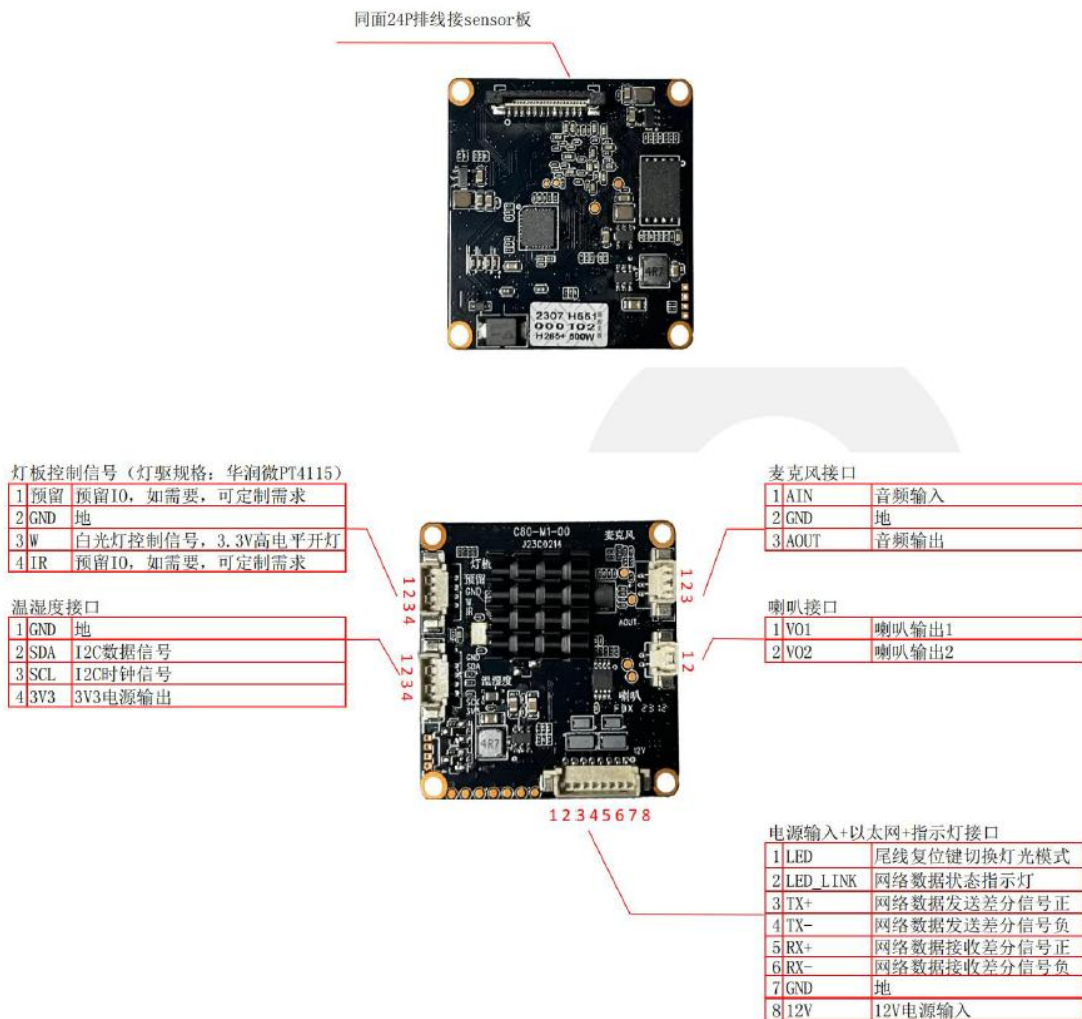 同面24P排线接sensor板
4R7
2307 H551
000102
H265+ 500W
灯板控制信号（灯驱规格：华润微PT4115）
1 预留 预留IO，如需要，可定制需求
2 GND 地
3 W 白光灯控制信号，3.3V高电平开灯
4 IR 预留IO，如需要，可定制需求
温湿度接口
1 GND 地
2 SDA I2C数据信号
3 SCL I2C时钟信号
4 3V3 3V3电源输出
C80-M1-00
J23C0214
麦克风
灯板
预留
GND
W
IR
1234
123
AOUT
GND
SDA
温湿度
3V3
1234
12
喇叭
PDX 2312
4R7
12V
12345678
麦克风接口
1 AIN 音频输入
2 GND 地
3 AOUT 音频输出
喇叭接口
1 VO1 喇叭输出1
2 VO2 喇叭输出2
电源输入+以太网+指示灯接口
1 LED 尾线复位键切换灯光模式
2 LED_LINK 网络数据状态指示灯
3 TX+ 网络数据发送差分信号正
4 TX- 网络数据发送差分信号负
5 RX+ 网络数据接收差分信号正
6 RX- 网络数据接收差分信号负
7 GND 地
8 12V 12V电源输入